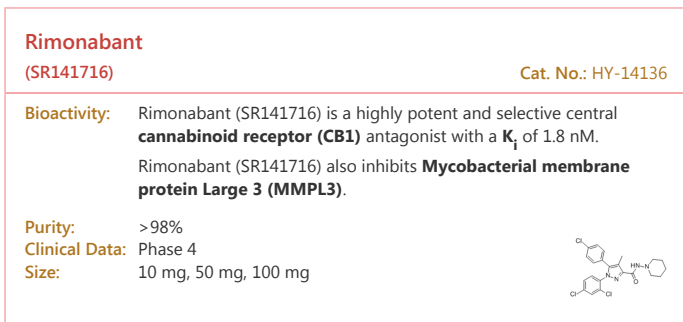 Rimonabant
(SR141716) Cat. No.: HY-14136
Bioactivity: Rimonabant (SR141716) is a highly potent and selective central
cannabinoid receptor (CB1) antagonist with a Ki of 1.8 nM.
Rimonabant (SR141716) also inhibits Mycobacterial membrane
protein Large 3 (MMPL3).
Purity: >98%
Clinical Data: Phase 4
Size: 10 mg, 50 mg, 100 mg
Cl
HN-N
N
N
O
Cl
Cl